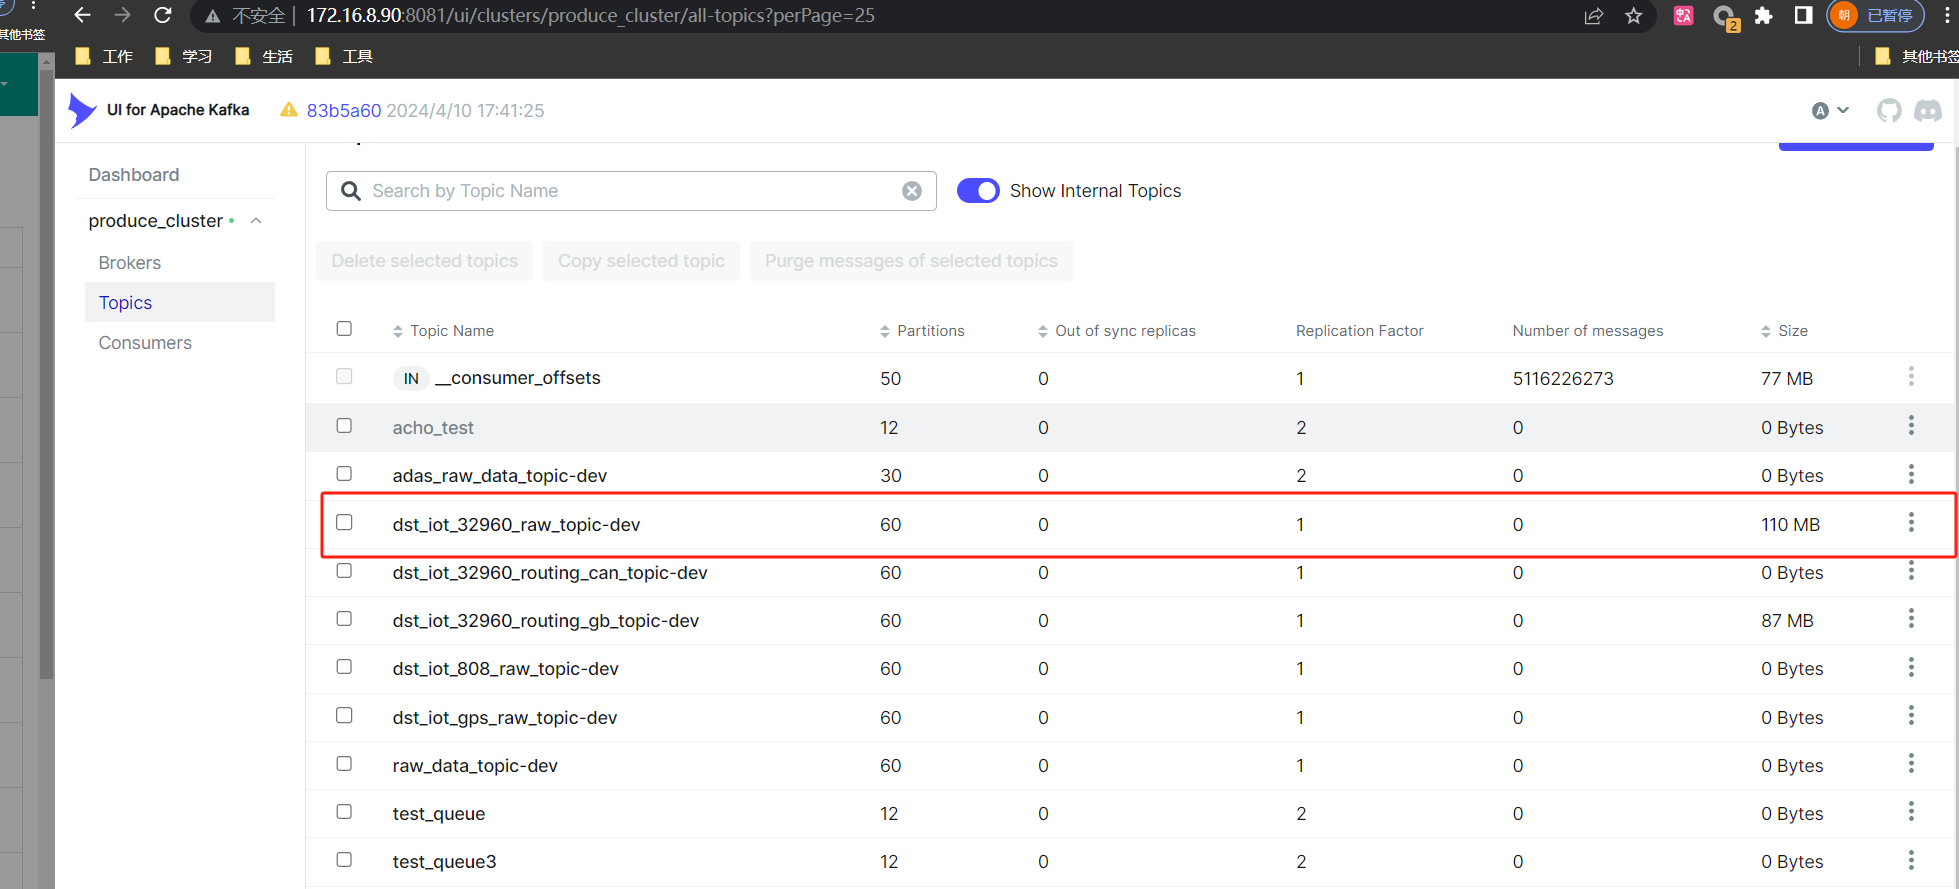 不安全 172.16.8.90:8081/ui/clusters/produce_cluster/all-topics?perPage=25
2 朝 已暂停
其他书签
工作 学习 生活 工具 其他书签
UI for Apache Kafka 83b5a60 2024/4/10 17:41:25 A
Dashboard
produce_cluster
Brokers
Topics
Consumers
Search by Topic Name Show Internal Topics
Delete selected topics Copy selected topic Purge messages of selected topics
Topic Name Partitions Out of sync replicas Replication Factor Number of messages Size
IN __consumer_offsets 50 0 1 5116226273 77 MB
acho_test 12 0 2 0 0 Bytes
adas_raw_data_topic-dev 30 0 2 0 0 Bytes
dst_iot_32960_raw_topic-dev 60 0 1 0 110 MB
dst_iot_32960_routing_can_topic-dev 60 0 1 0 0 Bytes
dst_iot_32960_routing_gb_topic-dev 60 0 1 0 87 MB
dst_iot_808_raw_topic-dev 60 0 1 0 0 Bytes
dst_iot_gps_raw_topic-dev 60 0 1 0 0 Bytes
raw_data_topic-dev 60 0 1 0 0 Bytes
test_queue 12 0 2 0 0 Bytes
test_queue3 12 0 2 0 0 Bytes